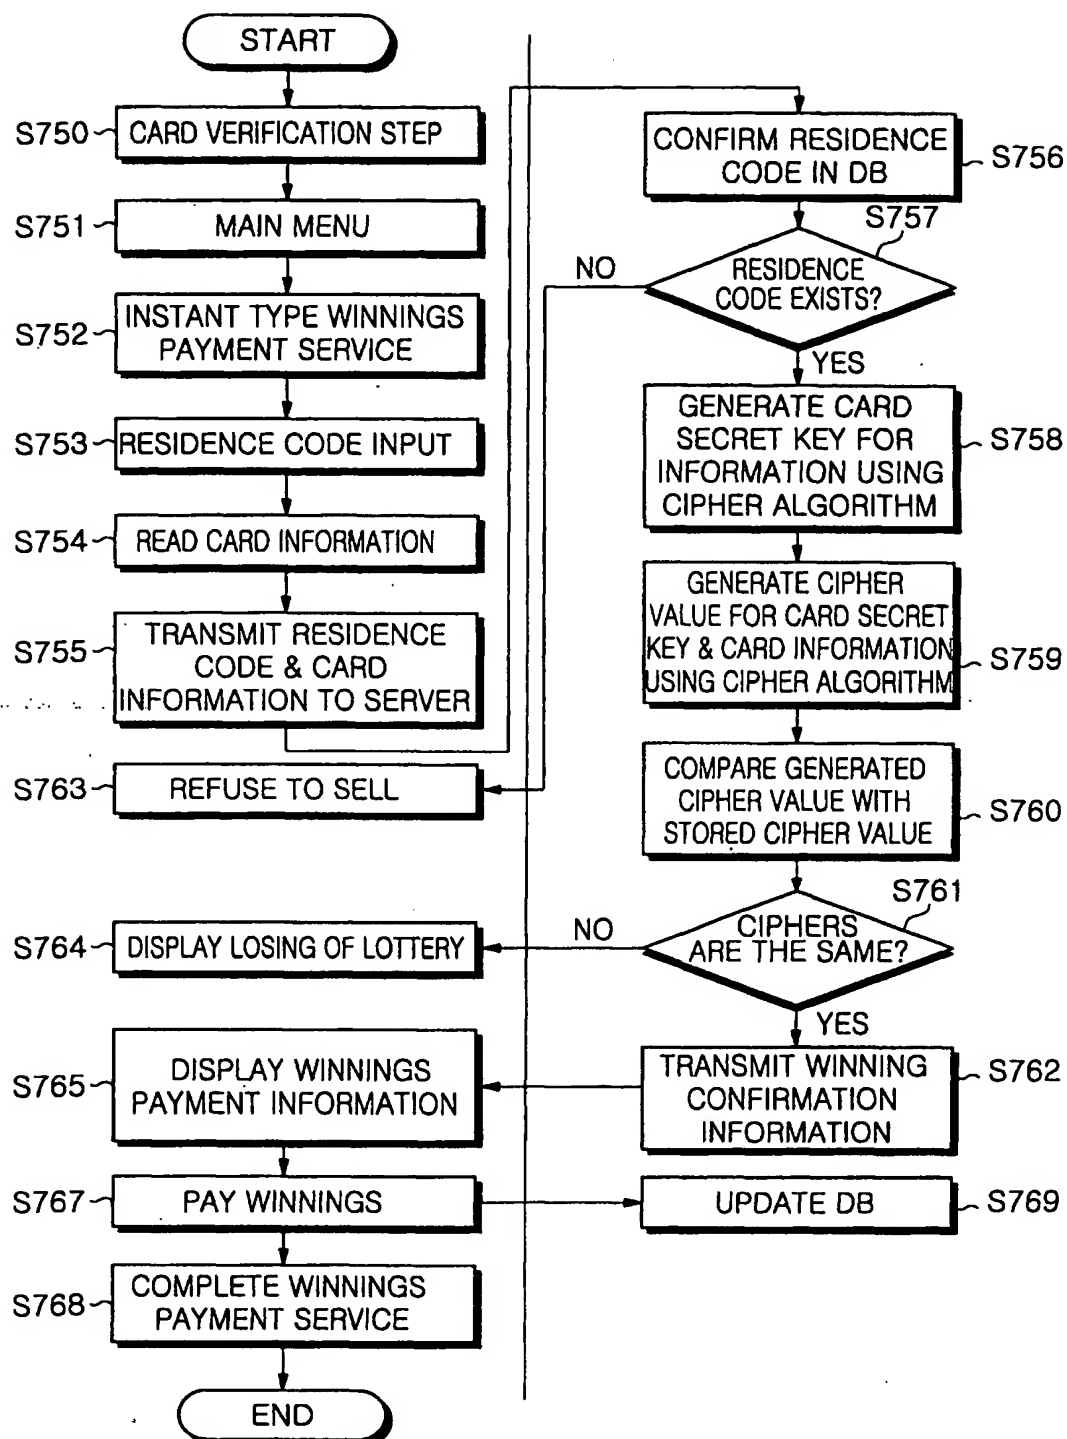 START
S750
CARD VERIFICATION STEP
S751
MAIN MENU
S752
INSTANT TYPE WINNINGS
PAYMENT SERVICE
S753
RESIDENCE CODE INPUT
S754
READ CARD INFORMATION
S755
TRANSMIT RESIDENCE
CODE & CARD
INFORMATION TO SERVER
S763
REFUSE TO SELL
S764
DISPLAY LOSING OF LOTTERY
S765
DISPLAY WINNINGS
PAYMENT INFORMATION
S767
PAY WINNINGS
S768
COMPLETE WINNINGS
PAYMENT SERVICE
END
CONFIRM RESIDENCE
CODE IN DB
S756
S757
RESIDENCE
CODE EXISTS?
NO
YES
GENERATE CARD
SECRET KEY FOR
INFORMATION USING
CIPHER ALGORITHM
S758
GENERATE CIPHER
VALUE FOR CARD SECRET
KEY & CARD INFORMATION
USING CIPHER ALGORITHM
S759
COMPARE GENERATED
CIPHER VALUE WITH
STORED CIPHER VALUE
S760
S761
CIPHERS
ARE THE SAME?
NO
YES
TRANSMIT WINNING
CONFIRMATION
INFORMATION
S762
UPDATE DB
S769